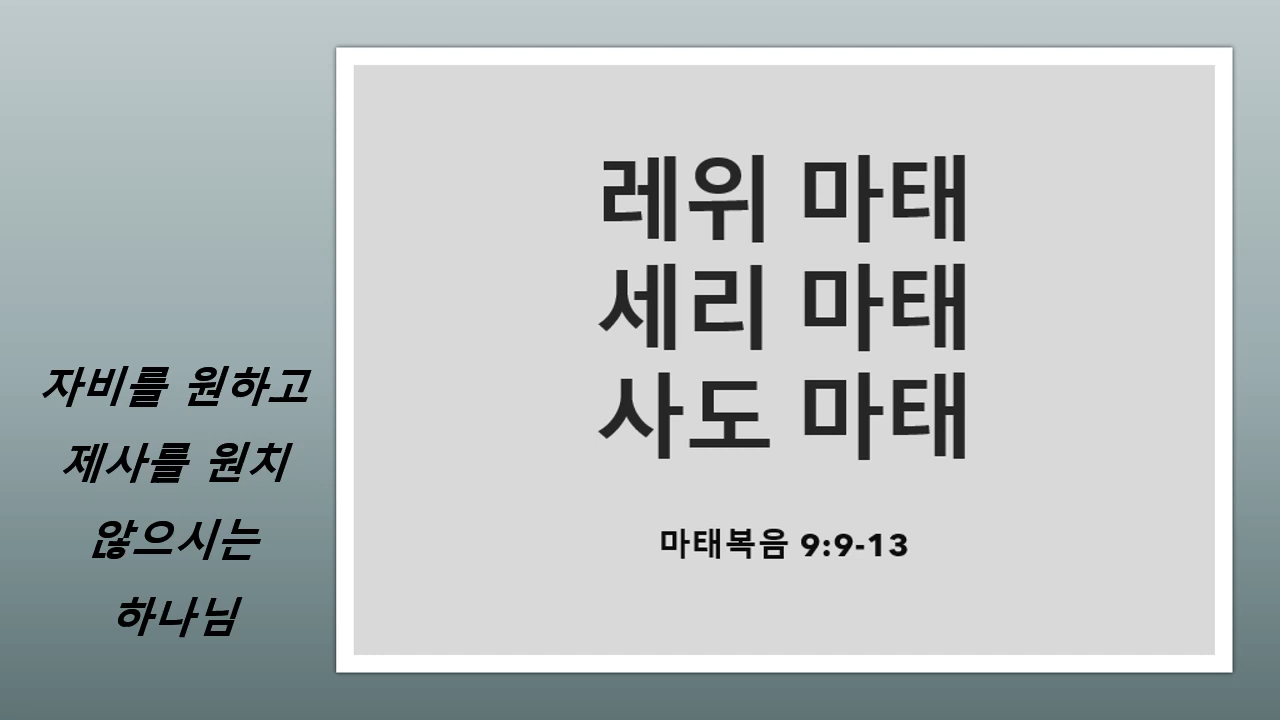 자비를 원하고
제사를 원치
않으시는
하나님
레위 마태
세리 마태
사도 마태
마태복음 9:9-13